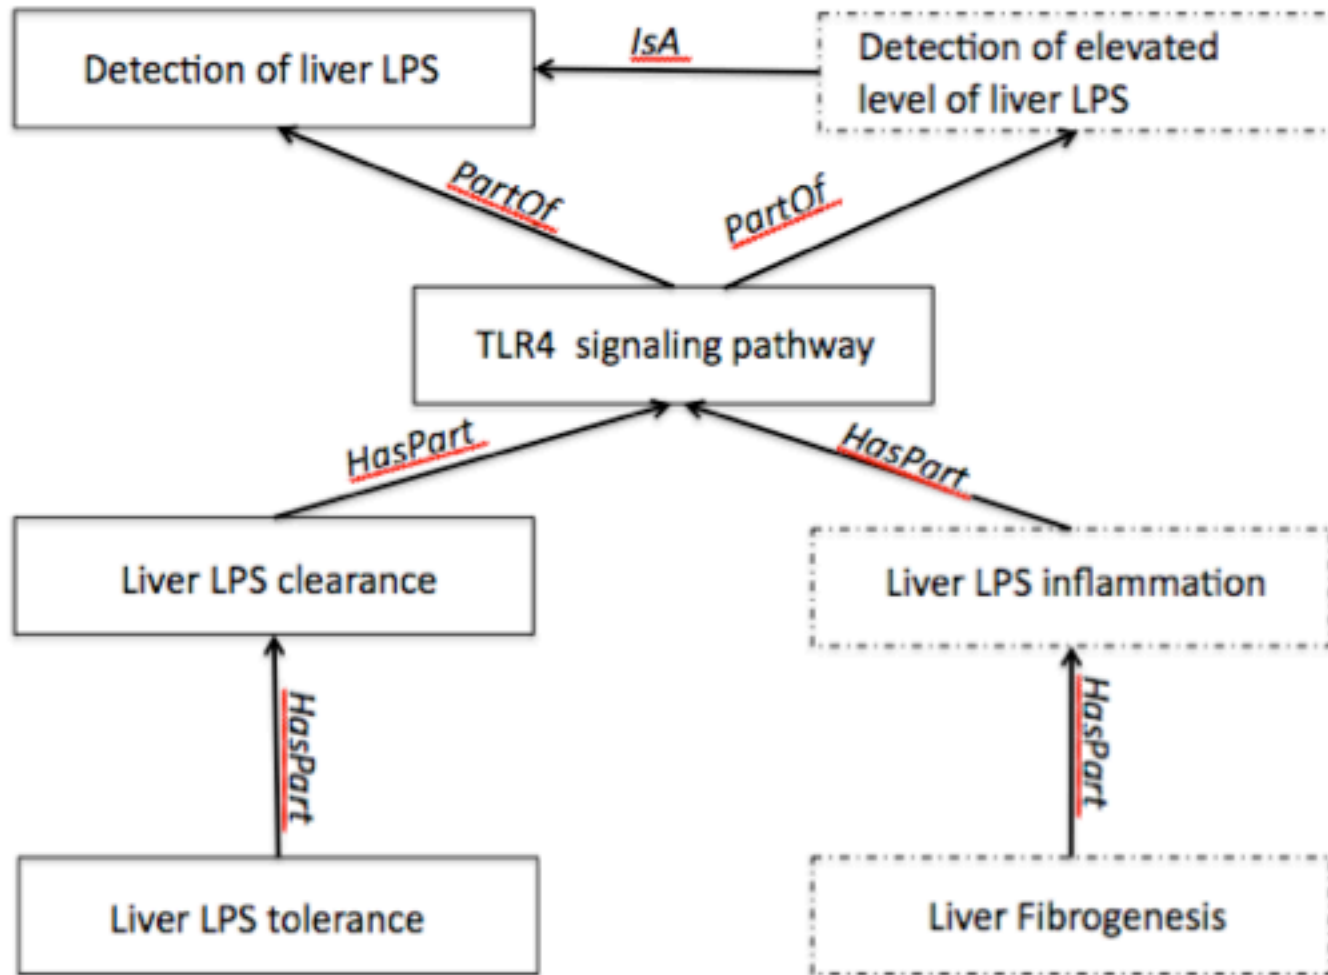 Detection of liver LPS
IsA
Detection of elevated
level of liver LPS
PartOf
PartOf
TLR4 signaling pathway
HasPart
HasPart
Liver LPS clearance
Liver LPS inflammation
HasPart
HasPart
Liver LPS tolerance
Liver Fibrogenesis